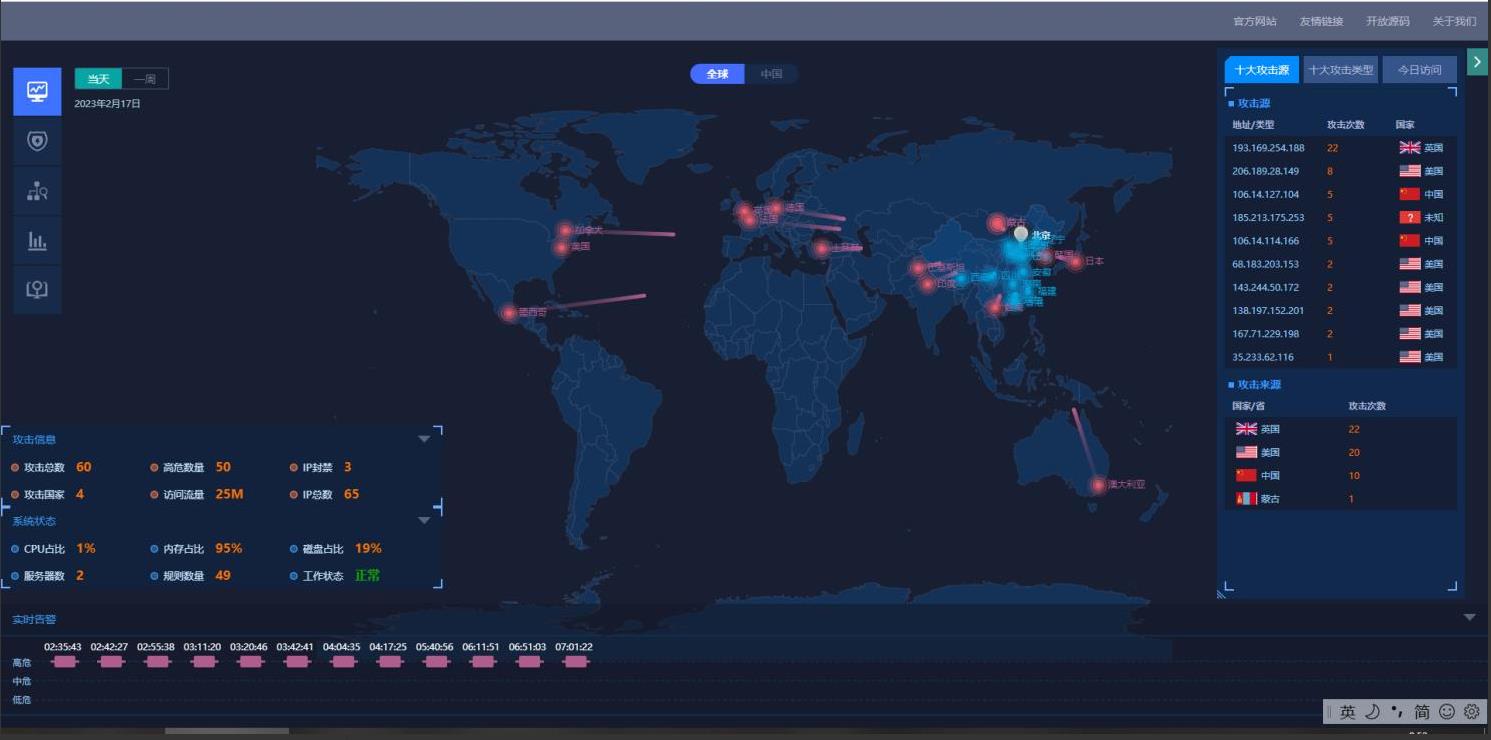 官方网站 友情链接 开放源码 关于我们
当天 一周
2023年2月17日
全球 中国
十大攻击源 十大攻击类型 今日访问
攻击源
地址/类型 攻击次数 国家
193.169.254.188 22 英国
206.189.28.149 8 美国
106.14.127.104 5 中国
185.213.175.253 5 ? 未知
106.14.114.166 5 中国
68.183.203.153 2 美国
143.244.50.172 2 美国
138.197.152.201 2 美国
167.71.229.198 2 美国
35.233.62.116 1 美国
攻击来源
国家/省 攻击次数
英国 22
美国 20
中国 10
蒙古 1
加拿大
美国
墨西哥
英国
法国
德国
土耳其
蒙古
北京
辽宁
韩国
日本
巴基斯坦
印度
西藏
四川
安徽
福建
澳大利亚
攻击信息
攻击总数 60 高危数量 50 IP封禁 3
攻击国家 4 访问流量 25M IP总数 65
系统状态
CPU占比 1% 内存占比 95% 磁盘占比 19%
服务器数 2 规则数量 49 工作状态 正常
实时告警
02:35:43 02:42:27 02:55:38 03:11:20 03:20:46 03:42:41 04:04:35 04:17:25 05:40:56 06:11:51 06:51:03 07:01:22
高危
中危
低危
英 简